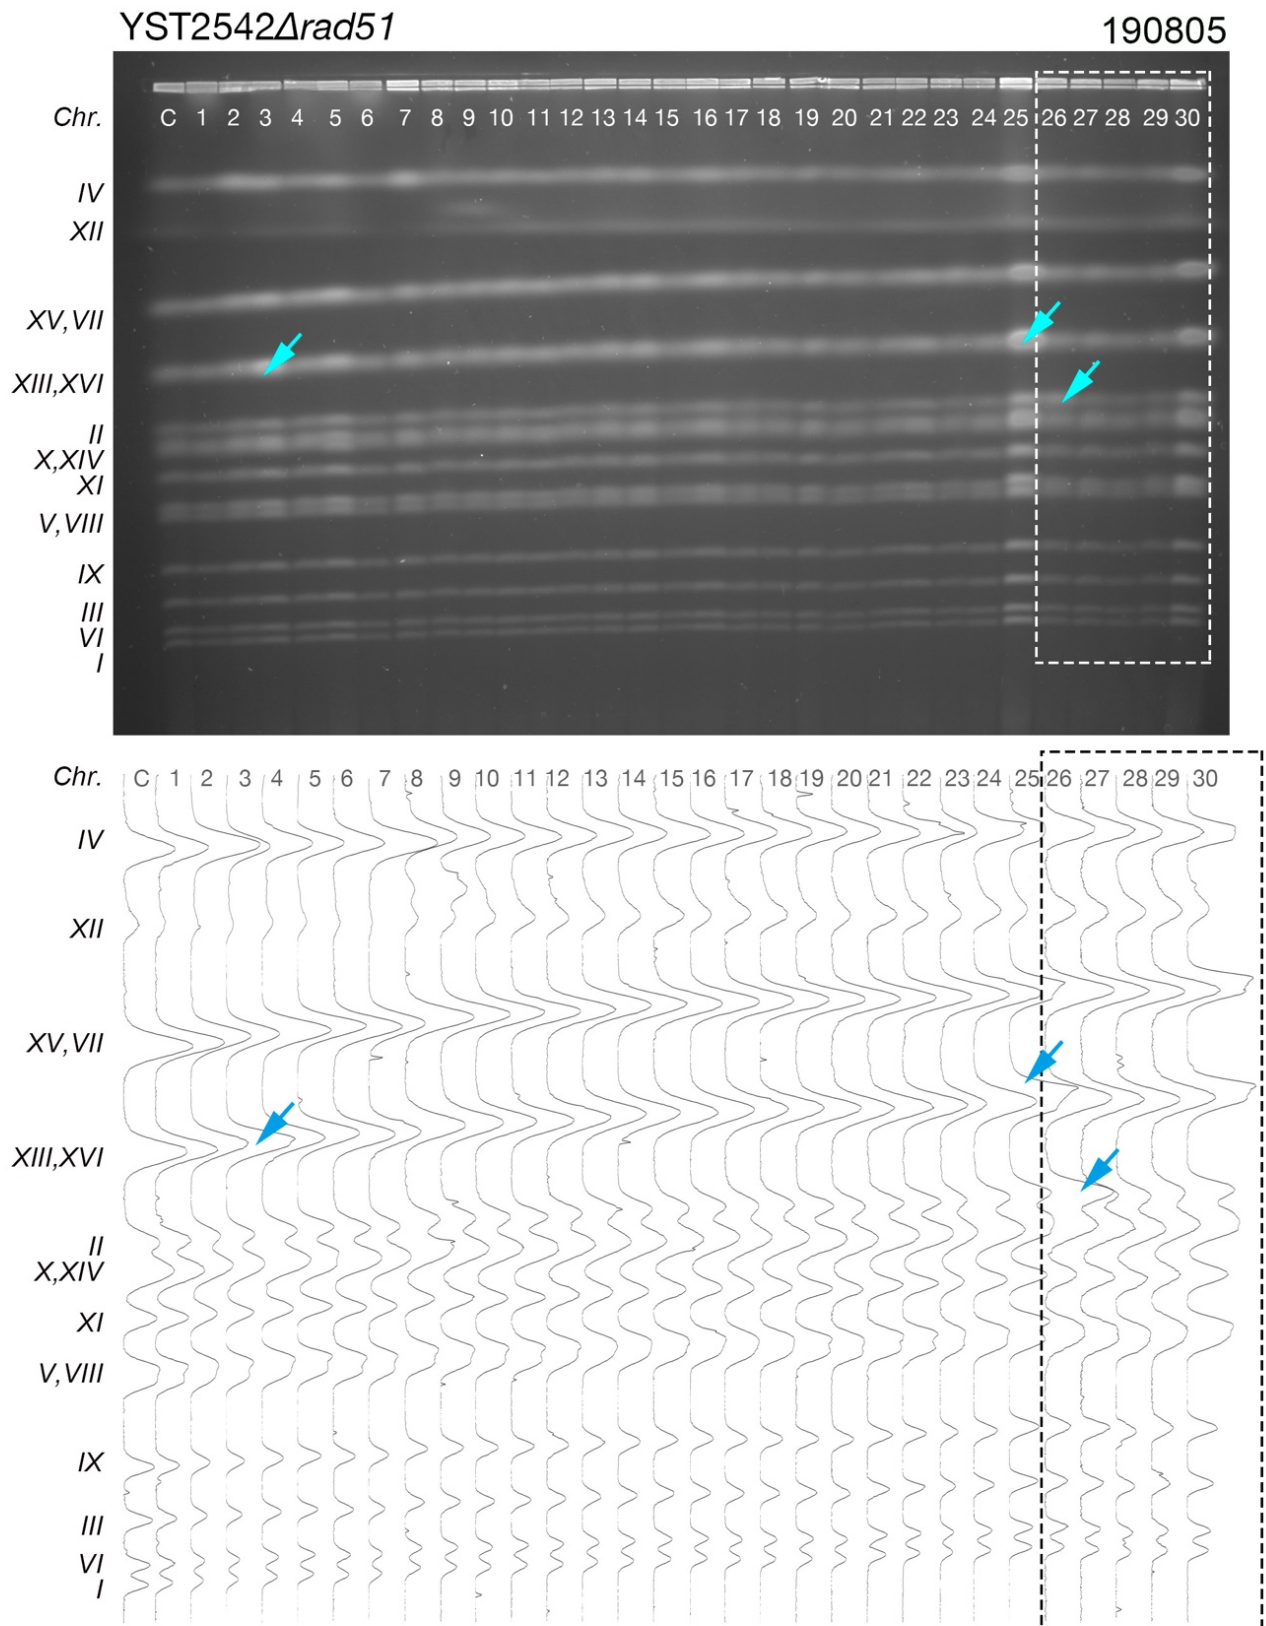 YST2542Δrad51 190805
Chr. C 1 2 3 4 5 6 7 8 9 10 11 12 13 14 15 16 17 18 19 20 21 22 23 24 25 26 27 28 29 30
IV
XII
XV,VII
XIII,XVI
II
X,XIV
XI
V,VIII
IX
III
VI
I
Chr. C 1 2 3 4 5 6 7 8 9 10 11 12 13 14 15 16 17 18 19 20 21 22 23 24 25 26 27 28 29 30
IV
XII
XV,VII
XIII,XVI
II
X,XIV
XI
V,VIII
IX
III
VI
I